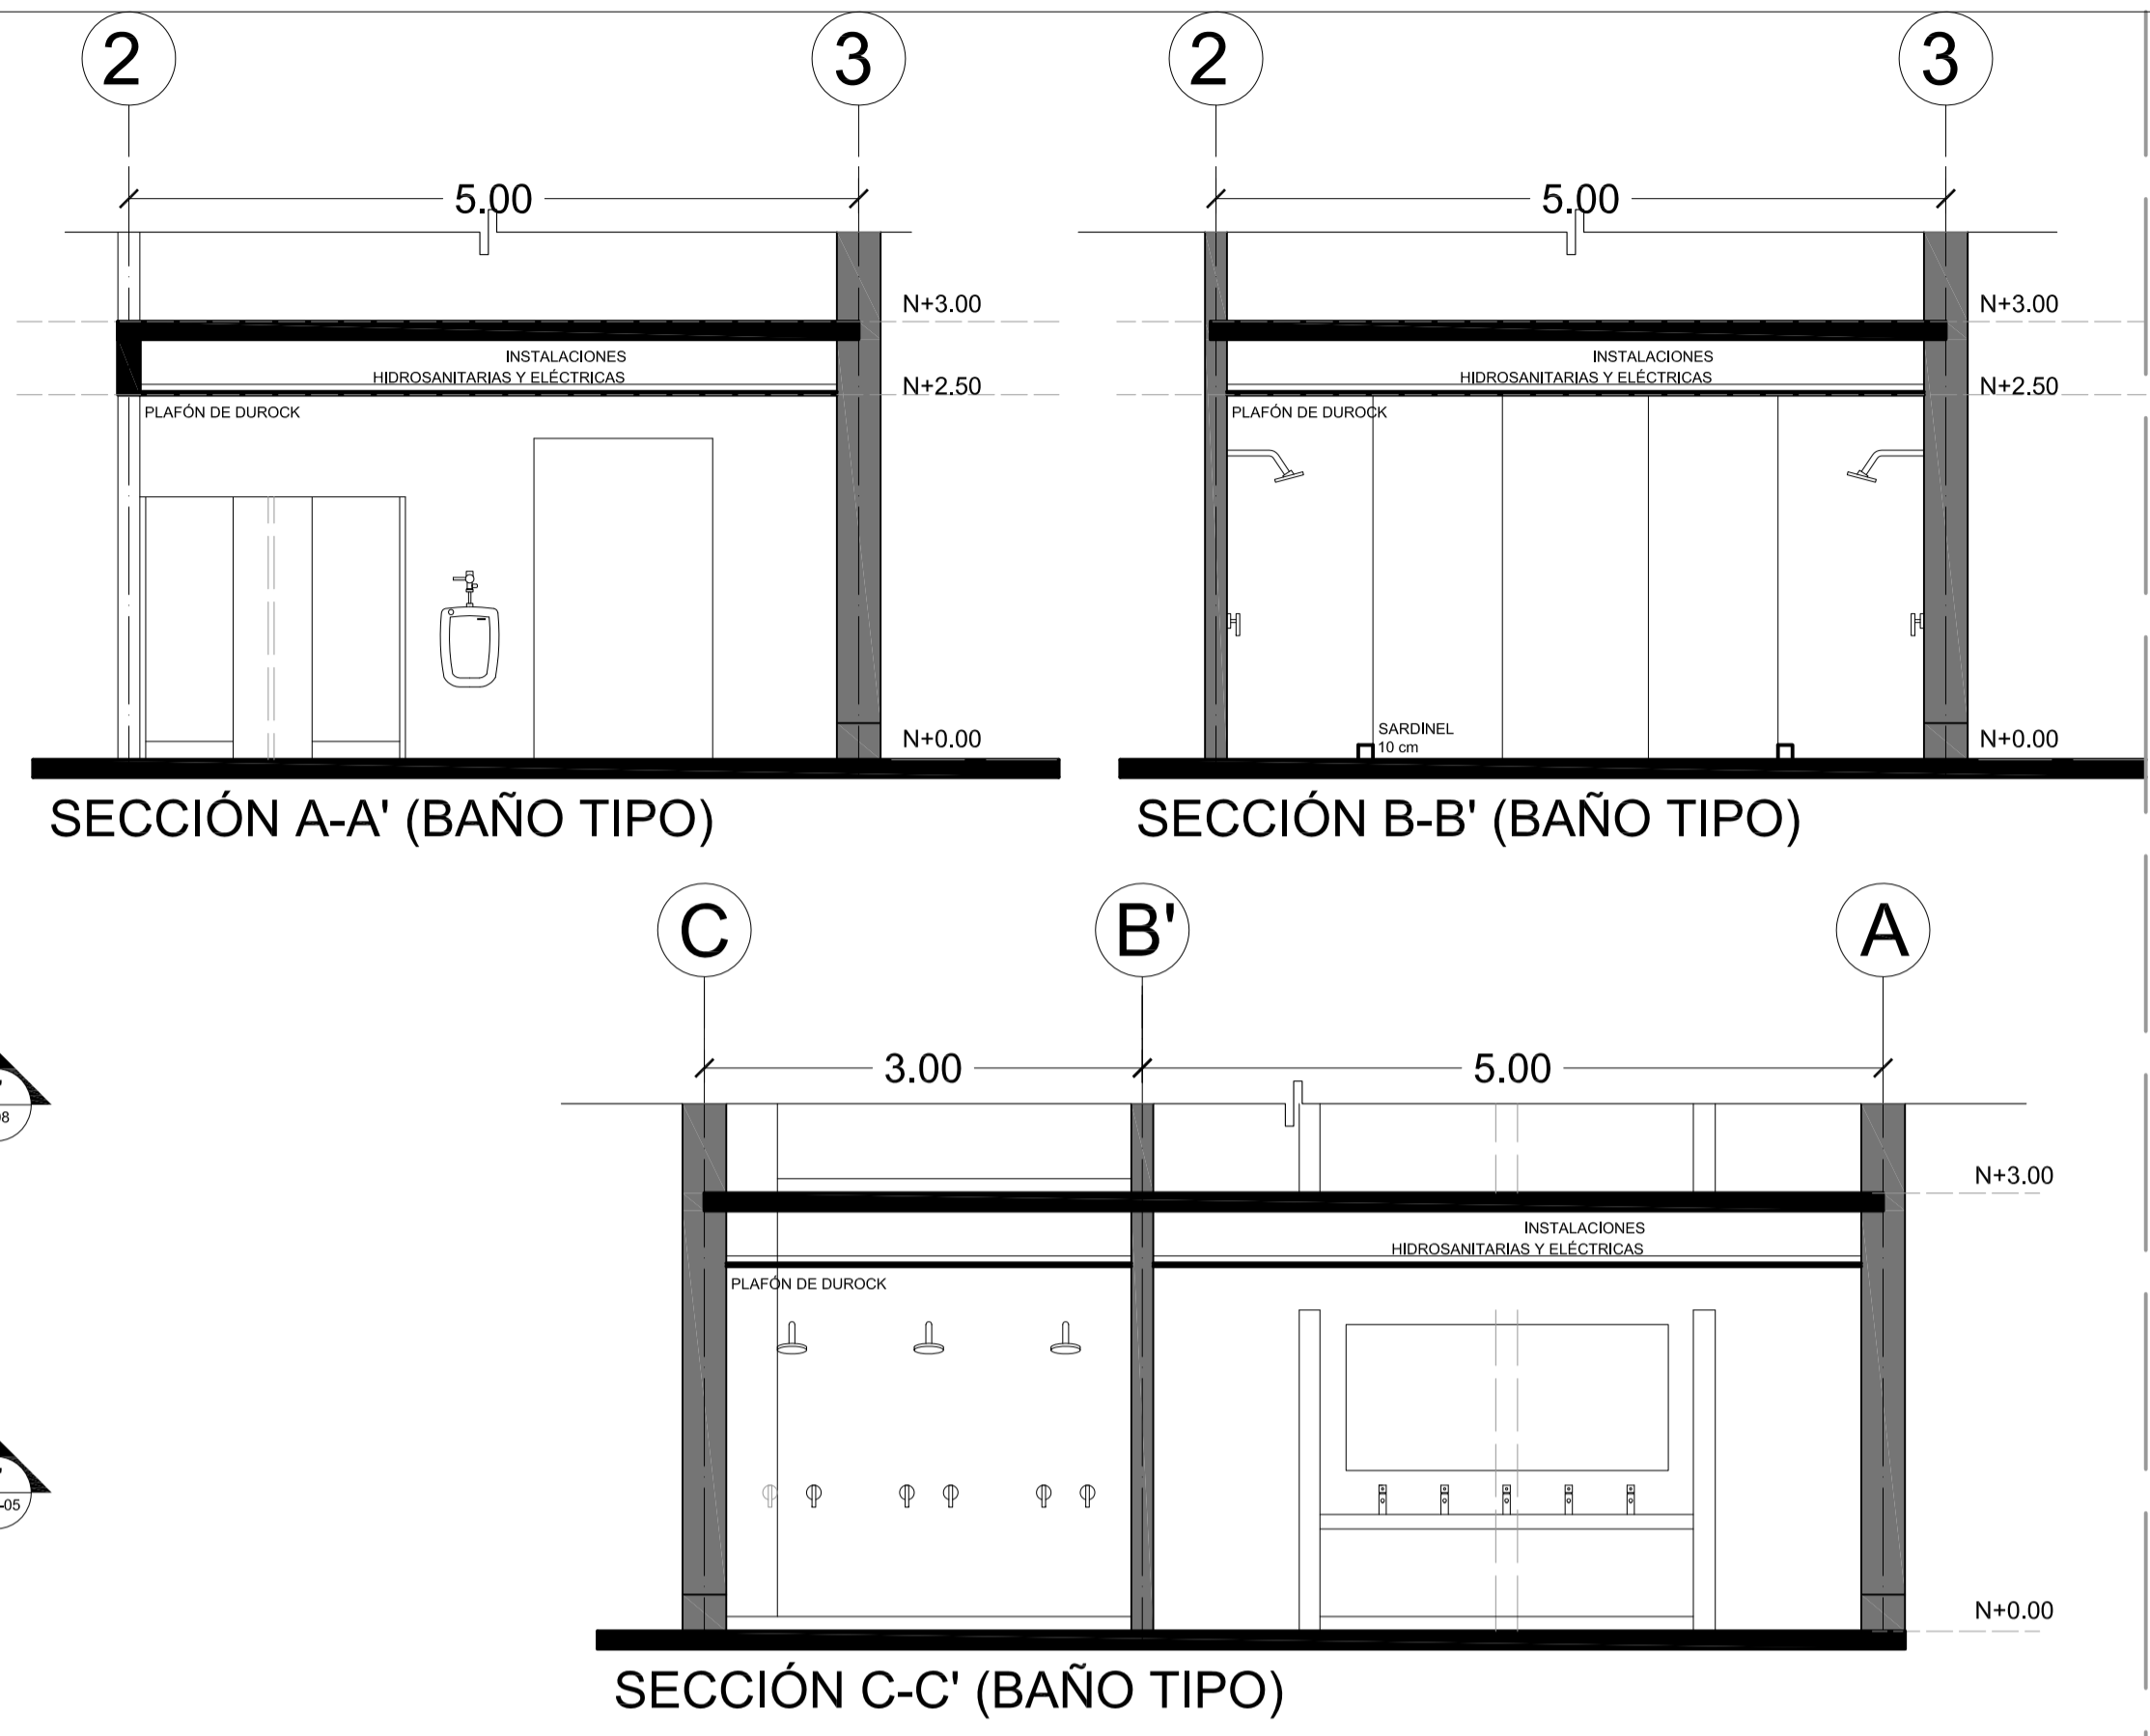 2
3
5.00
N+3.00
INSTALACIONES
HIDROSANITARIAS Y ELÉCTRICAS
N+2.50
PLAFÓN DE DUROCK
N+0.00
SECCIÓN A-A' (BAÑO TIPO)
2
3
5.00
N+3.00
INSTALACIONES
HIDROSANITARIAS Y ELÉCTRICAS
N+2.50
PLAFÓN DE DUROCK
SARDINEL
10 cm
N+0.00
SECCIÓN B-B' (BAÑO TIPO)
C
B'
A
3.00
5.00
N+3.00
INSTALACIONES
HIDROSANITARIAS Y ELÉCTRICAS
PLAFÓN DE DUROCK
N+0.00
SECCIÓN C-C' (BAÑO TIPO)
-05